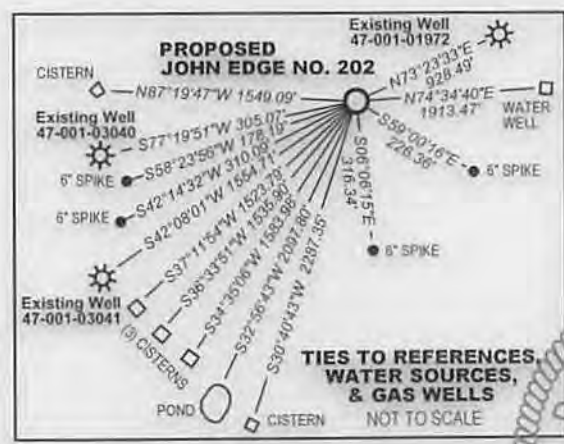 PROPOSED
JOHN EDGE NO. 202
Existing Well
47-001-01972
CISTERN
N87°19'47"W 1549.09'
N73°23'33"E
928.49'
N74°34'40"E
1913.47'
WATER
WELL
Existing Well
47-001-03040
S77°19'51"W 305.07'
S58°23'56"W 178.19'
S59°00'16"E
226.36'
6" SPIKE
6" SPIKE
S42°14'32"W 310.09'
S06°06'15"E
316.34'
6" SPIKE
6" SPIKE
S42°08'01"W 1554.71'
S37°11'54"W 1523.79'
S36°33'51"W 1535.90'
S34°35'06"W 1583.98'
S32°56'43"W 2097.80'
S30°40'43"W 2287.35'
Existing Well
47-001-03041
(3) CISTERNS
POND
CISTERN
TIES TO REFERENCES,
WATER SOURCES,
& GAS WELLS
NOT TO SCALE